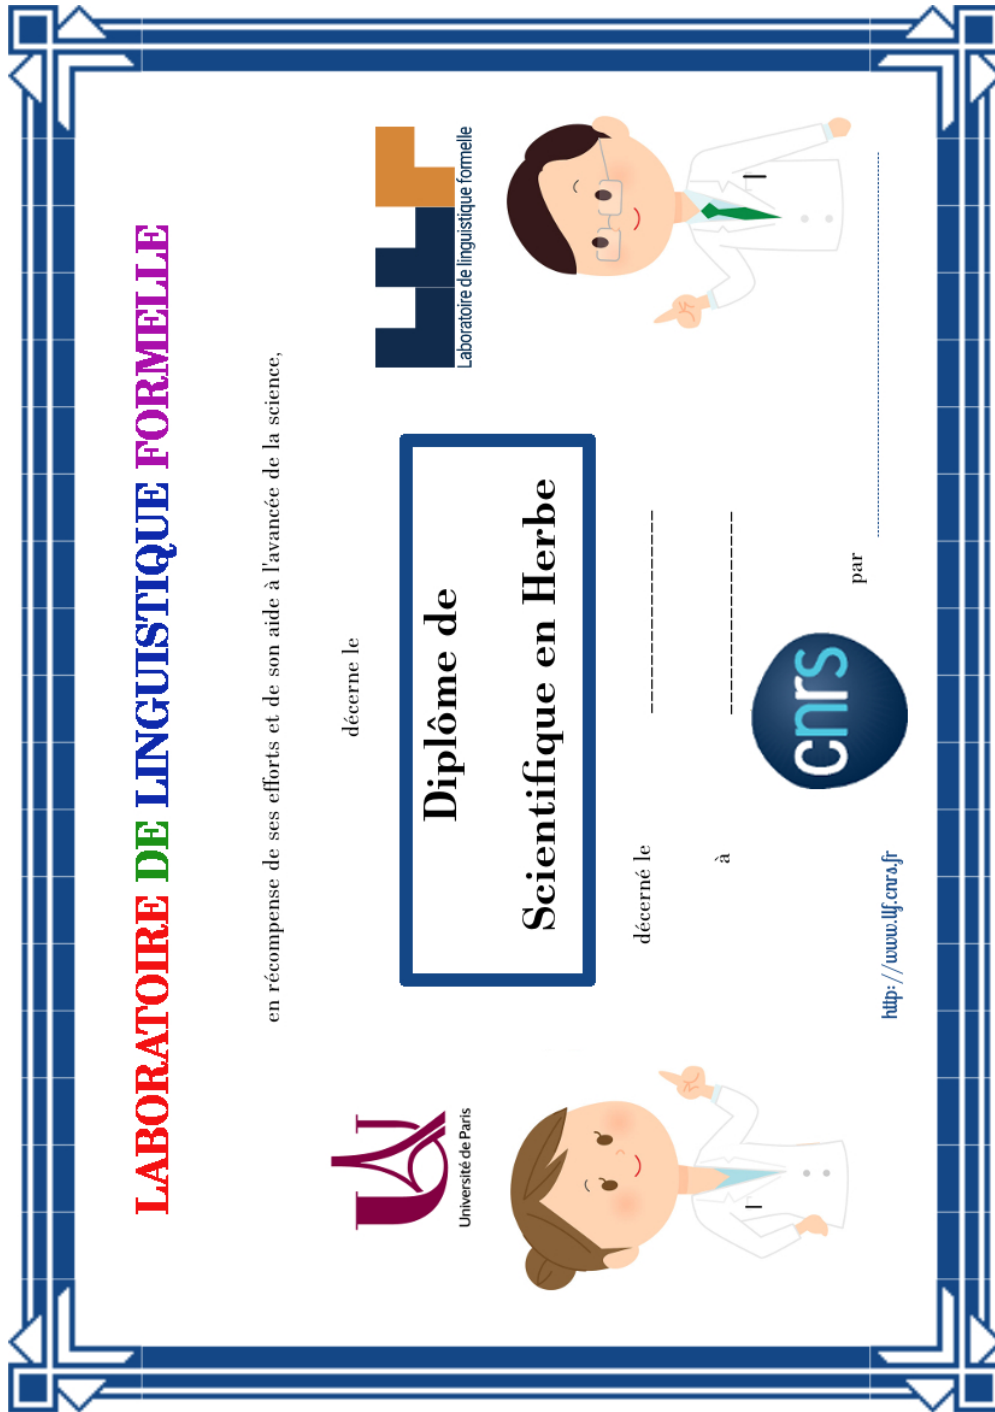 LABORATOIRE DE LINGUISTIQUE FORMELLE
en récompense de ses efforts et de son aide à l'avancée de la science,
décerne le
Université de Paris
Laboratoire de linguistique formelle
Diplôme de
Scientifique en Herbe
décerné le ----------------
à ----------------
cnrs
par
http://www.llf.cnrs.fr